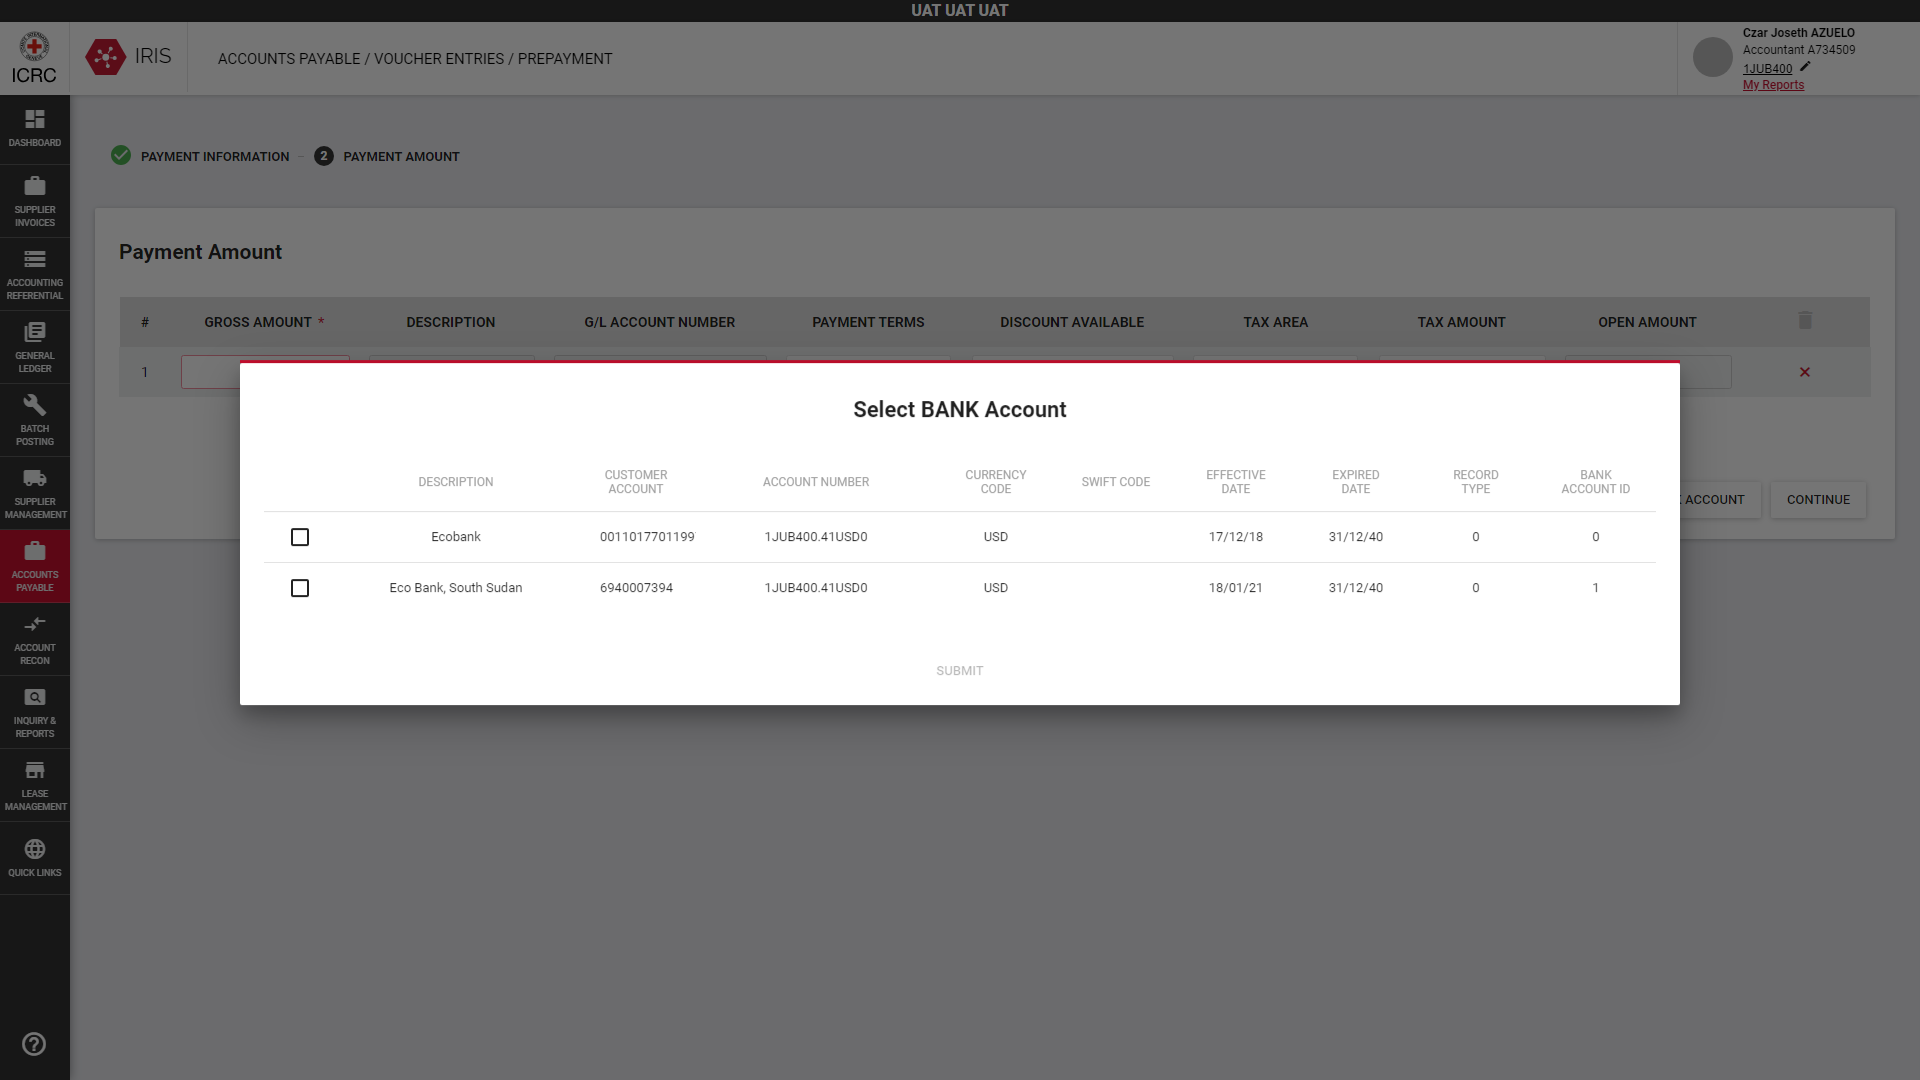 UAT UAT UAT
ICRC
IRIS
ACCOUNTS PAYABLE / VOUCHER ENTRIES / PREPAYMENT
Czar Joseth AZUELO
Accountant A734509
1JUB400
My Reports
DASHBOARD
SUPPLIER
INVOICES
ACCOUNTING
REFERENTIAL
GENERAL
LEDGER
BATCH
POSTING
SUPPLIER
MANAGEMENT
ACCOUNTS
PAYABLE
ACCOUNT
RECON
INQUIRY &
REPORTS
LEASE
MANAGEMENT
QUICK LINKS
PAYMENT INFORMATION – 2 PAYMENT AMOUNT
Payment Amount
# GROSS AMOUNT * DESCRIPTION G/L ACCOUNT NUMBER PAYMENT TERMS DISCOUNT AVAILABLE TAX AREA TAX AMOUNT OPEN AMOUNT
1
ACCOUNT CONTINUE
Select BANK Account
DESCRIPTION CUSTOMER ACCOUNT ACCOUNT NUMBER CURRENCY CODE SWIFT CODE EFFECTIVE DATE EXPIRED DATE RECORD TYPE BANK ACCOUNT ID
Ecobank 0011017701199 1JUB400.41USD0 USD 17/12/18 31/12/40 0 0
Eco Bank, South Sudan 6940007394 1JUB400.41USD0 USD 18/01/21 31/12/40 0 1
SUBMIT